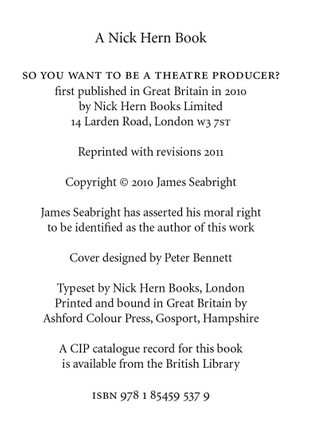 A Nick Hern Book
SO YOU WANT TO BE A THEATRE PRODUCER?
first published in Great Britain in 2010
by Nick Hern Books Limited
14 Larden Road, London W3 7ST
Reprinted with revisions 2011
Copyright © 2010 James Seabright
James Seabright has asserted his moral right
to be identified as the author of this work
Cover designed by Peter Bennett
Typeset by Nick Hern Books, London
Printed and bound in Great Britain by
Ashford Colour Press, Gosport, Hampshire
A CIP catalogue record for this book
is available from the British Library
ISBN 978 1 85459 537 9